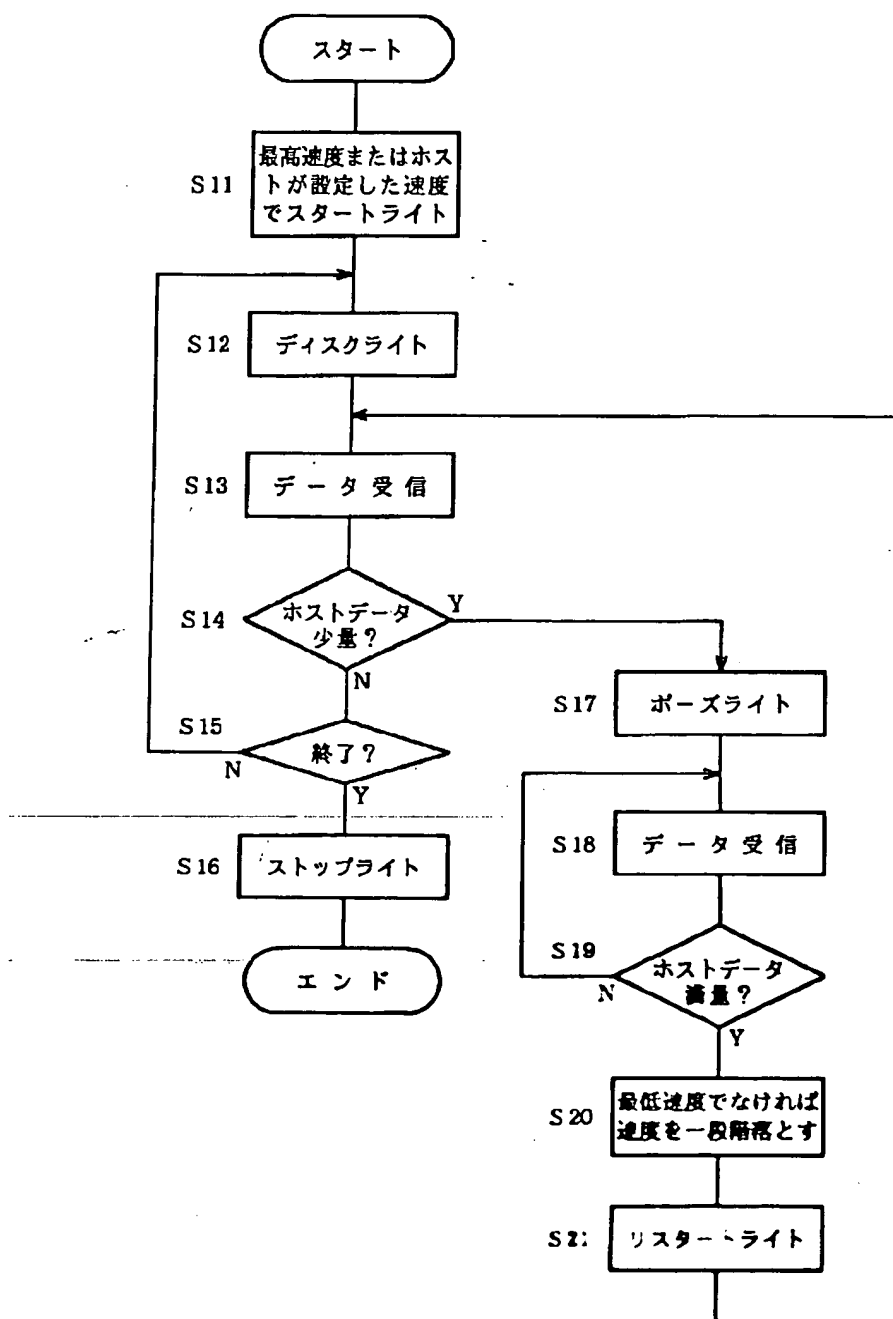 スタート
S11
最高速度またはホス
トが設定した速度
でスタートライト
S12
ディスクライト
S13
データ受信
S14
ホストデータ
少量?
Y
N
S15
終了?
N
Y
S16
ストップライト
エンド
S17
ポーズライト
S18
データ受信
S19
ホストデータ
満量?
N
Y
S20
最低速度でなければ
速度を一段階落とす
S21
リスタートライト